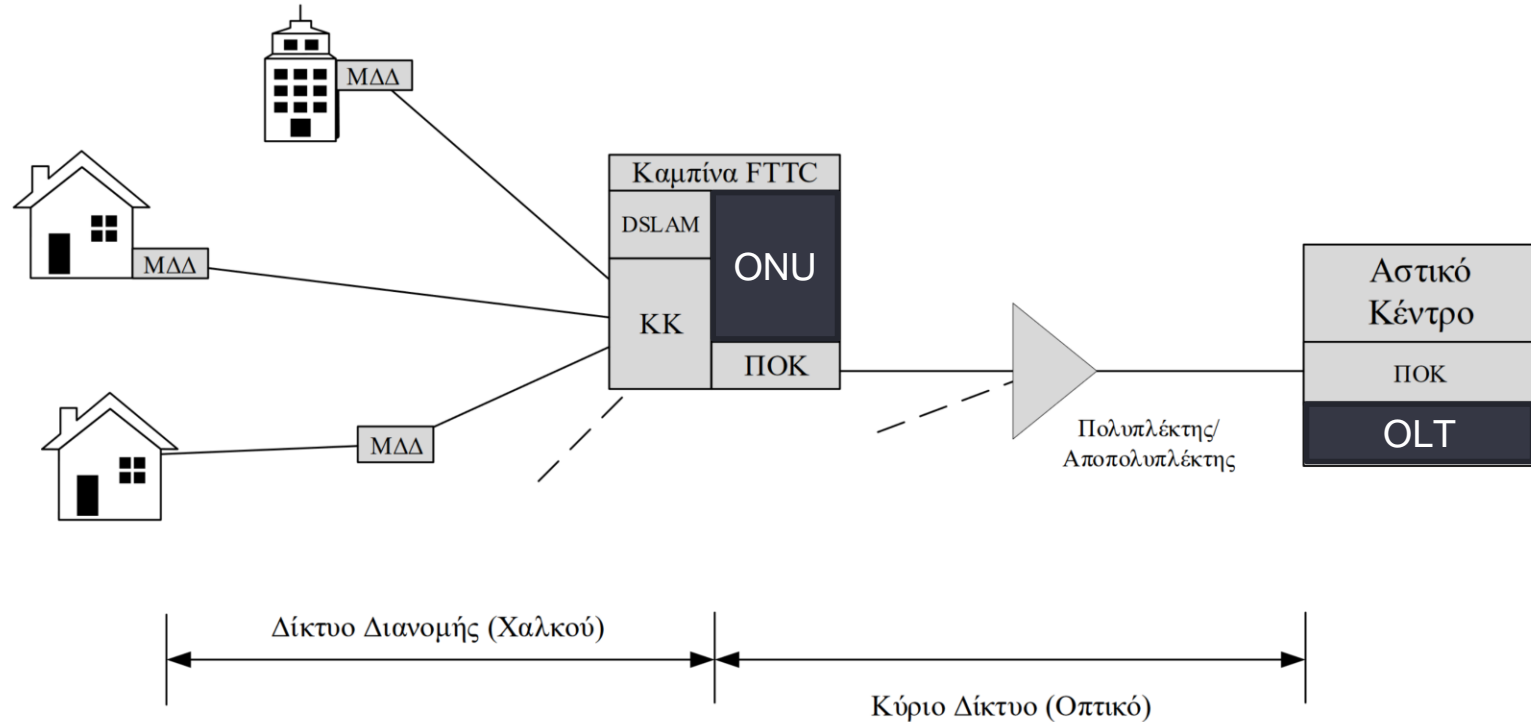 ΜΔΔ
Καμπίνα FTTC
DSLAM
ONU
ΜΔΔ
ΚΚ
ΠΟΚ
Αστικό
Κέντρο
ΠΟΚ
OLT
ΜΔΔ
Πολυπλέκτης/
Αποπολυπλέκτης
Δίκτυο Διανομής (Χαλκού)
Κύριο Δίκτυο (Οπτικό)